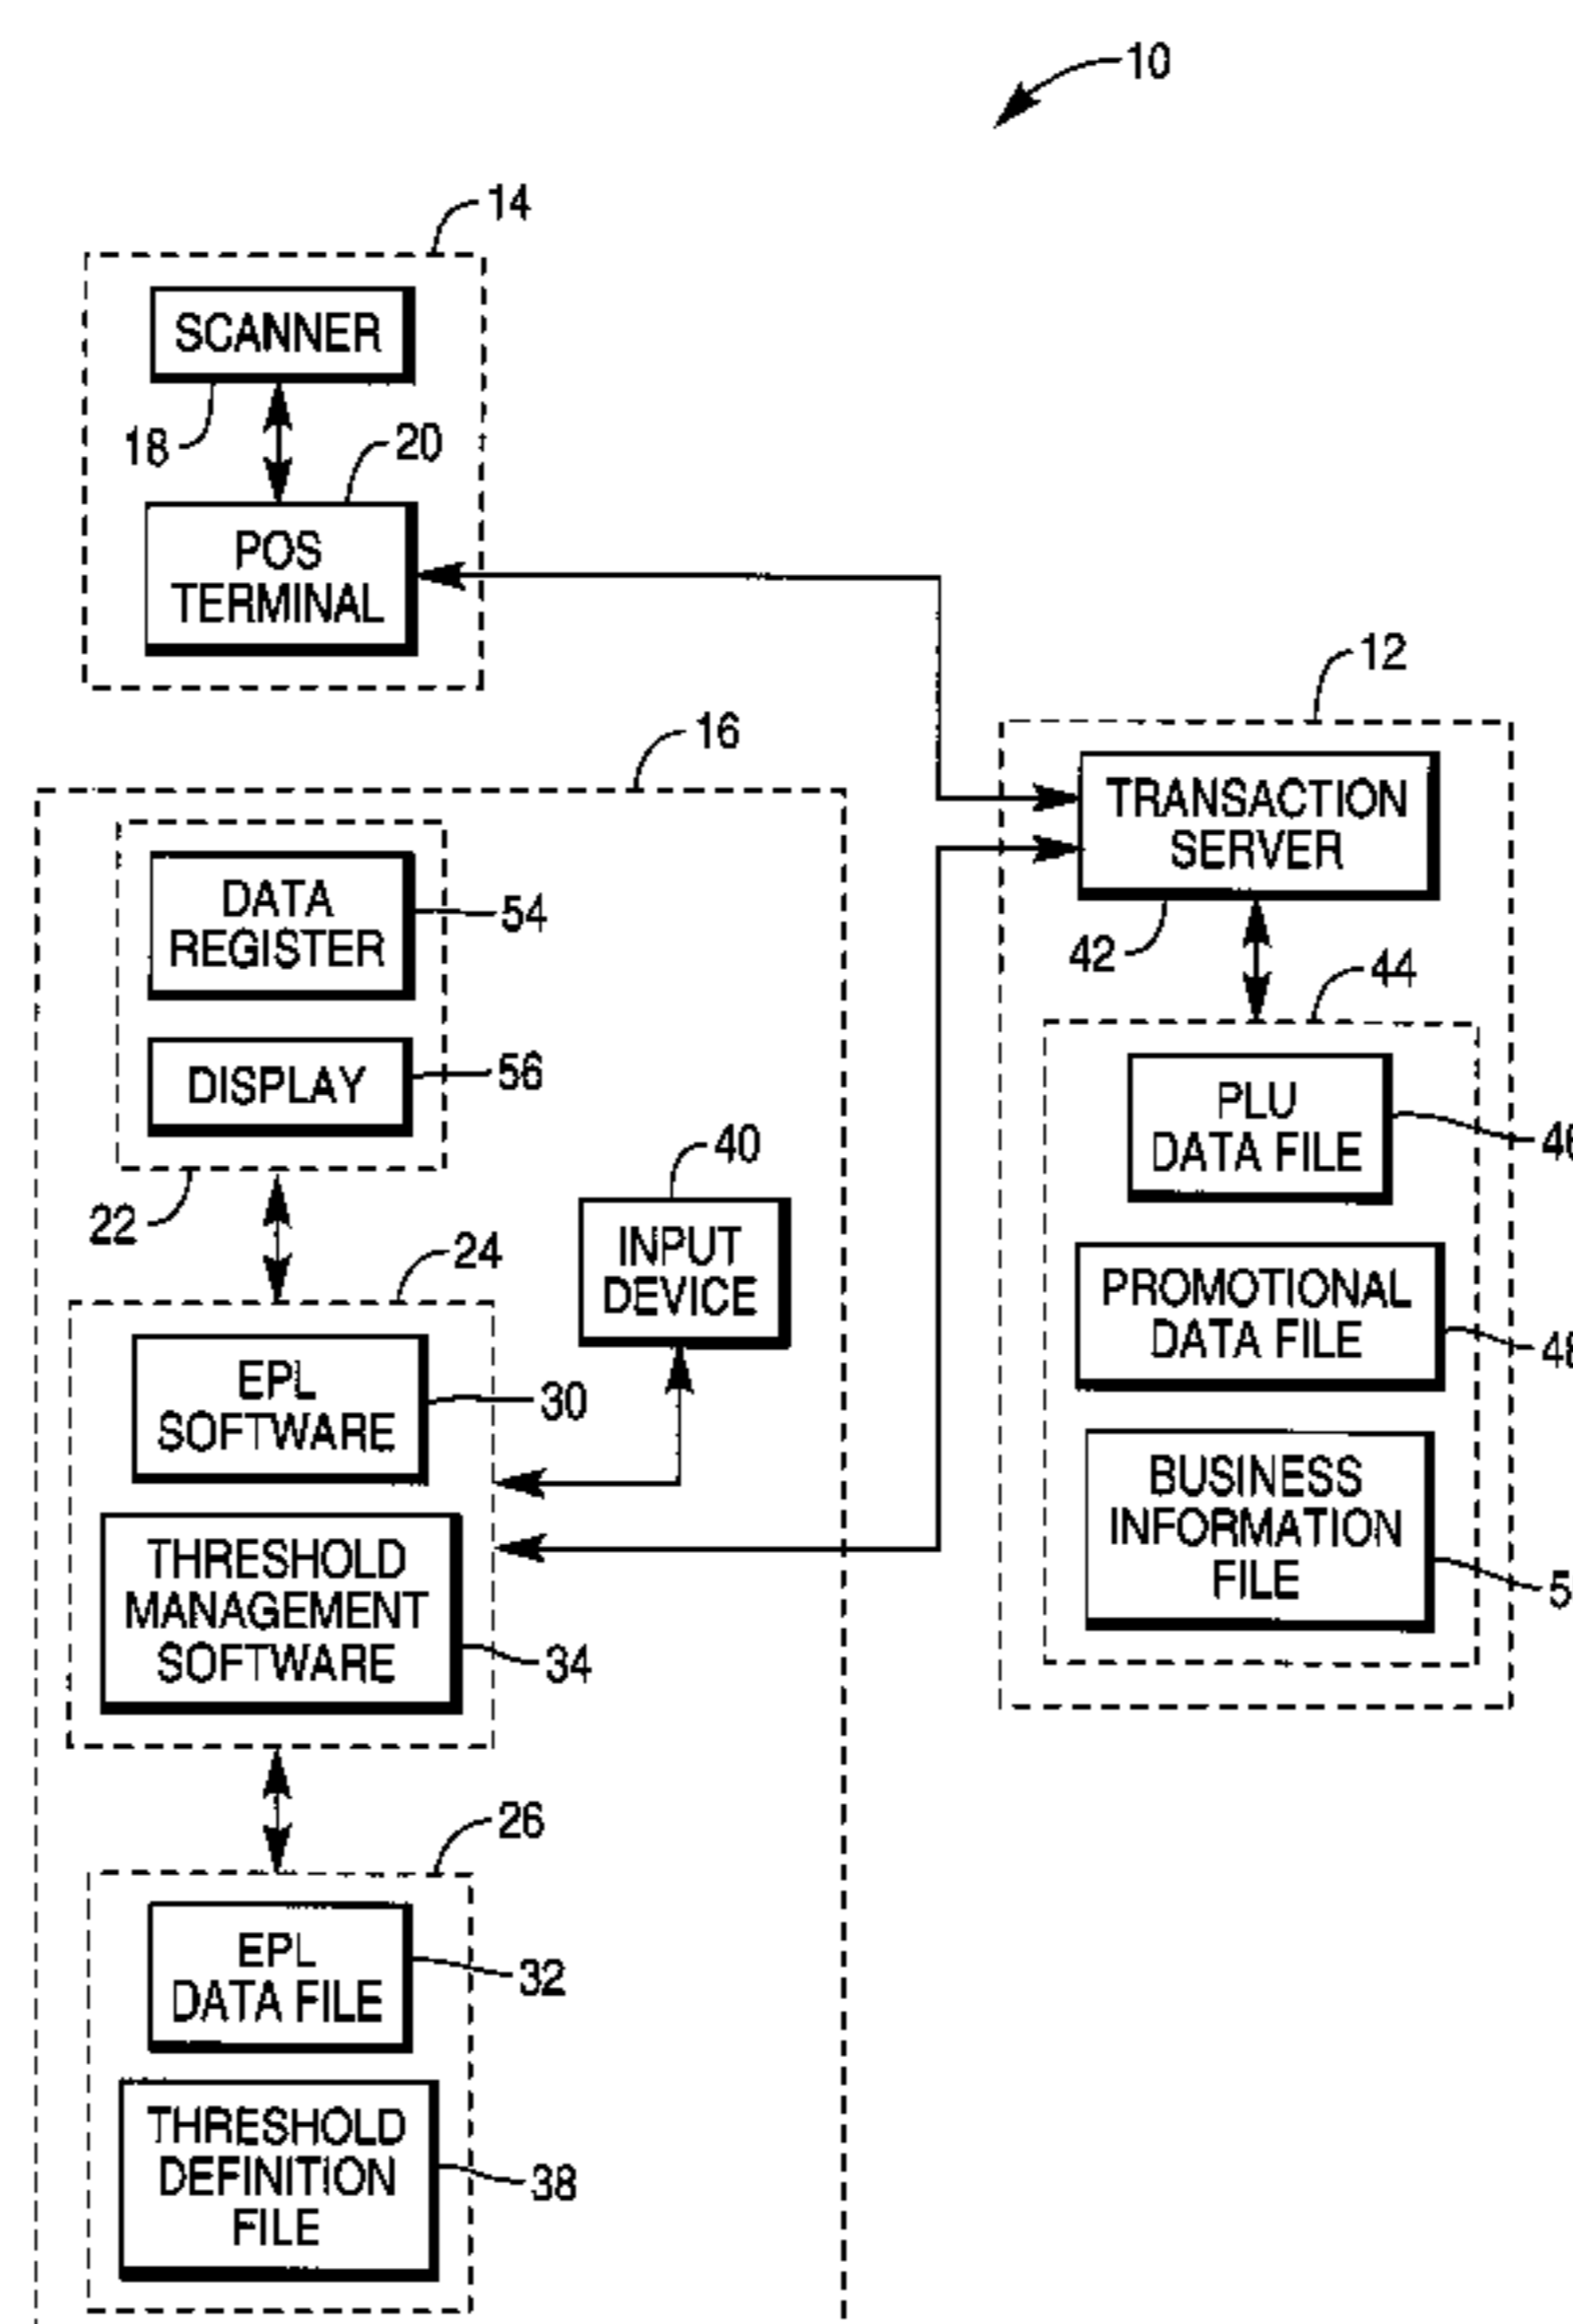 10
14
SCANNER
18
20
POS
TERMINAL
12
TRANSACTION
SERVER
42
44
PLU
DATA FILE
PROMOTIONAL
DATA FILE
BUSINESS
INFORMATION
FILE
16
DATA
REGISTER
54
DISPLAY
56
22
40
INPUT
DEVICE
24
EPL
SOFTWARE
30
THRESHOLD
MANAGEMENT
SOFTWARE
34
26
EPL
DATA FILE
32
THRESHOLD
DEFINITION
FILE
38